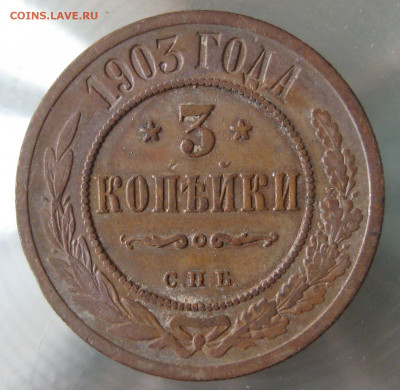 COINS.LAVE.RU
1903 ГОДА
3
КОПѢЙКИ
С.П.Б.